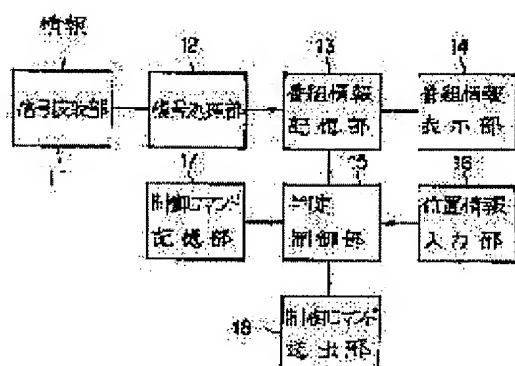 情報
12
13
14
信号受取部
信号処理部
番組情報
記憶部
番組情報
表示部
17
15
16
制御コマンド
記憶部
判定
制御部
位置情報
入力部
18
制御コマンド
送出部